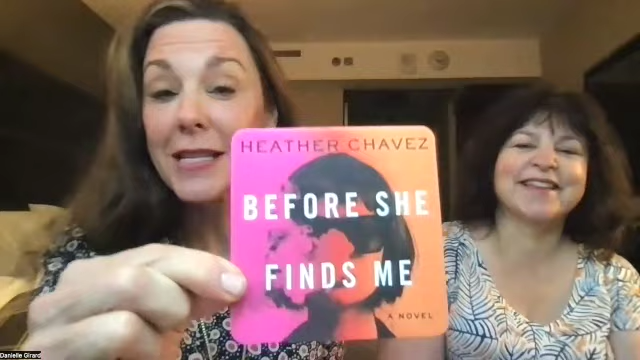 HEATHER CHAVEZ
BEFORE SHE
FINDS ME
A NOVEL
Danielle Girard